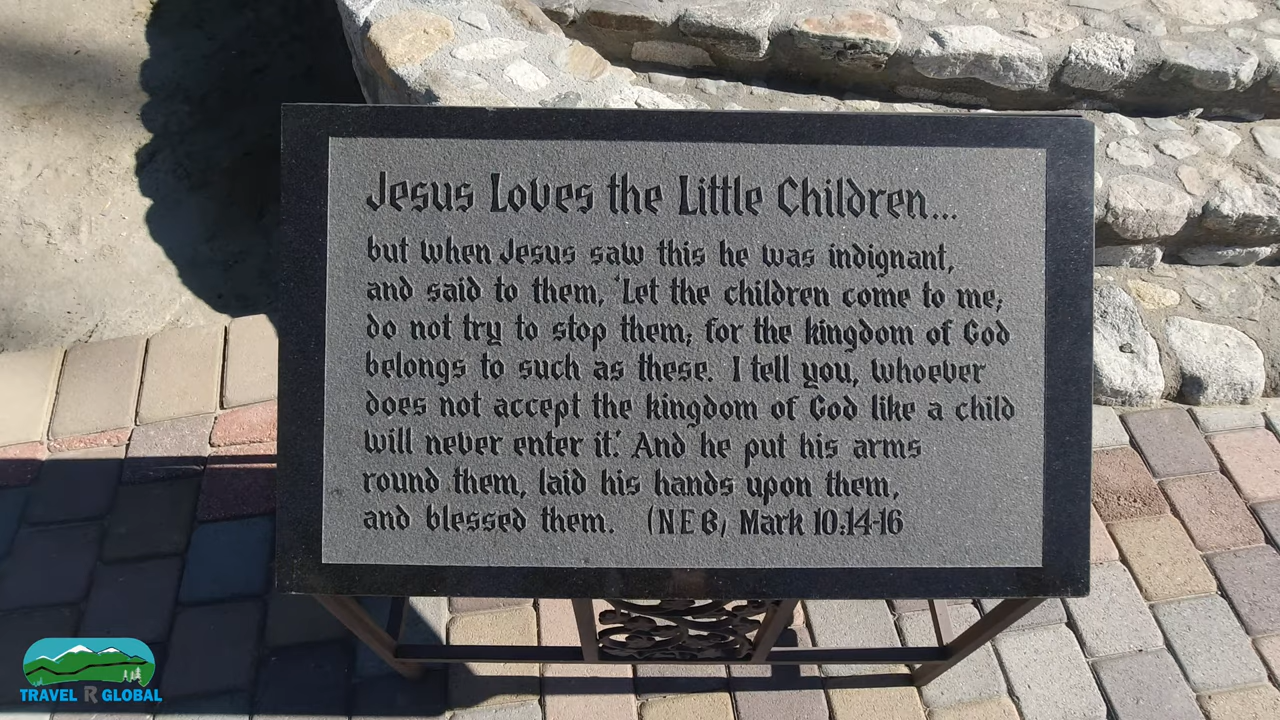 Jesus Loves the Little Children...
but when Jesus saw this he was indignant,
and said to them, 'Let the children come to me;
do not try to stop them; for the kingdom of God
belongs to such as these. I tell you, whoever
does not accept the kingdom of God like a child
will never enter it.' And he put his arms
round them, laid his hands upon them,
and blessed them. (NEB, Mark 10:14-16
TRAVEL R GLOBAL